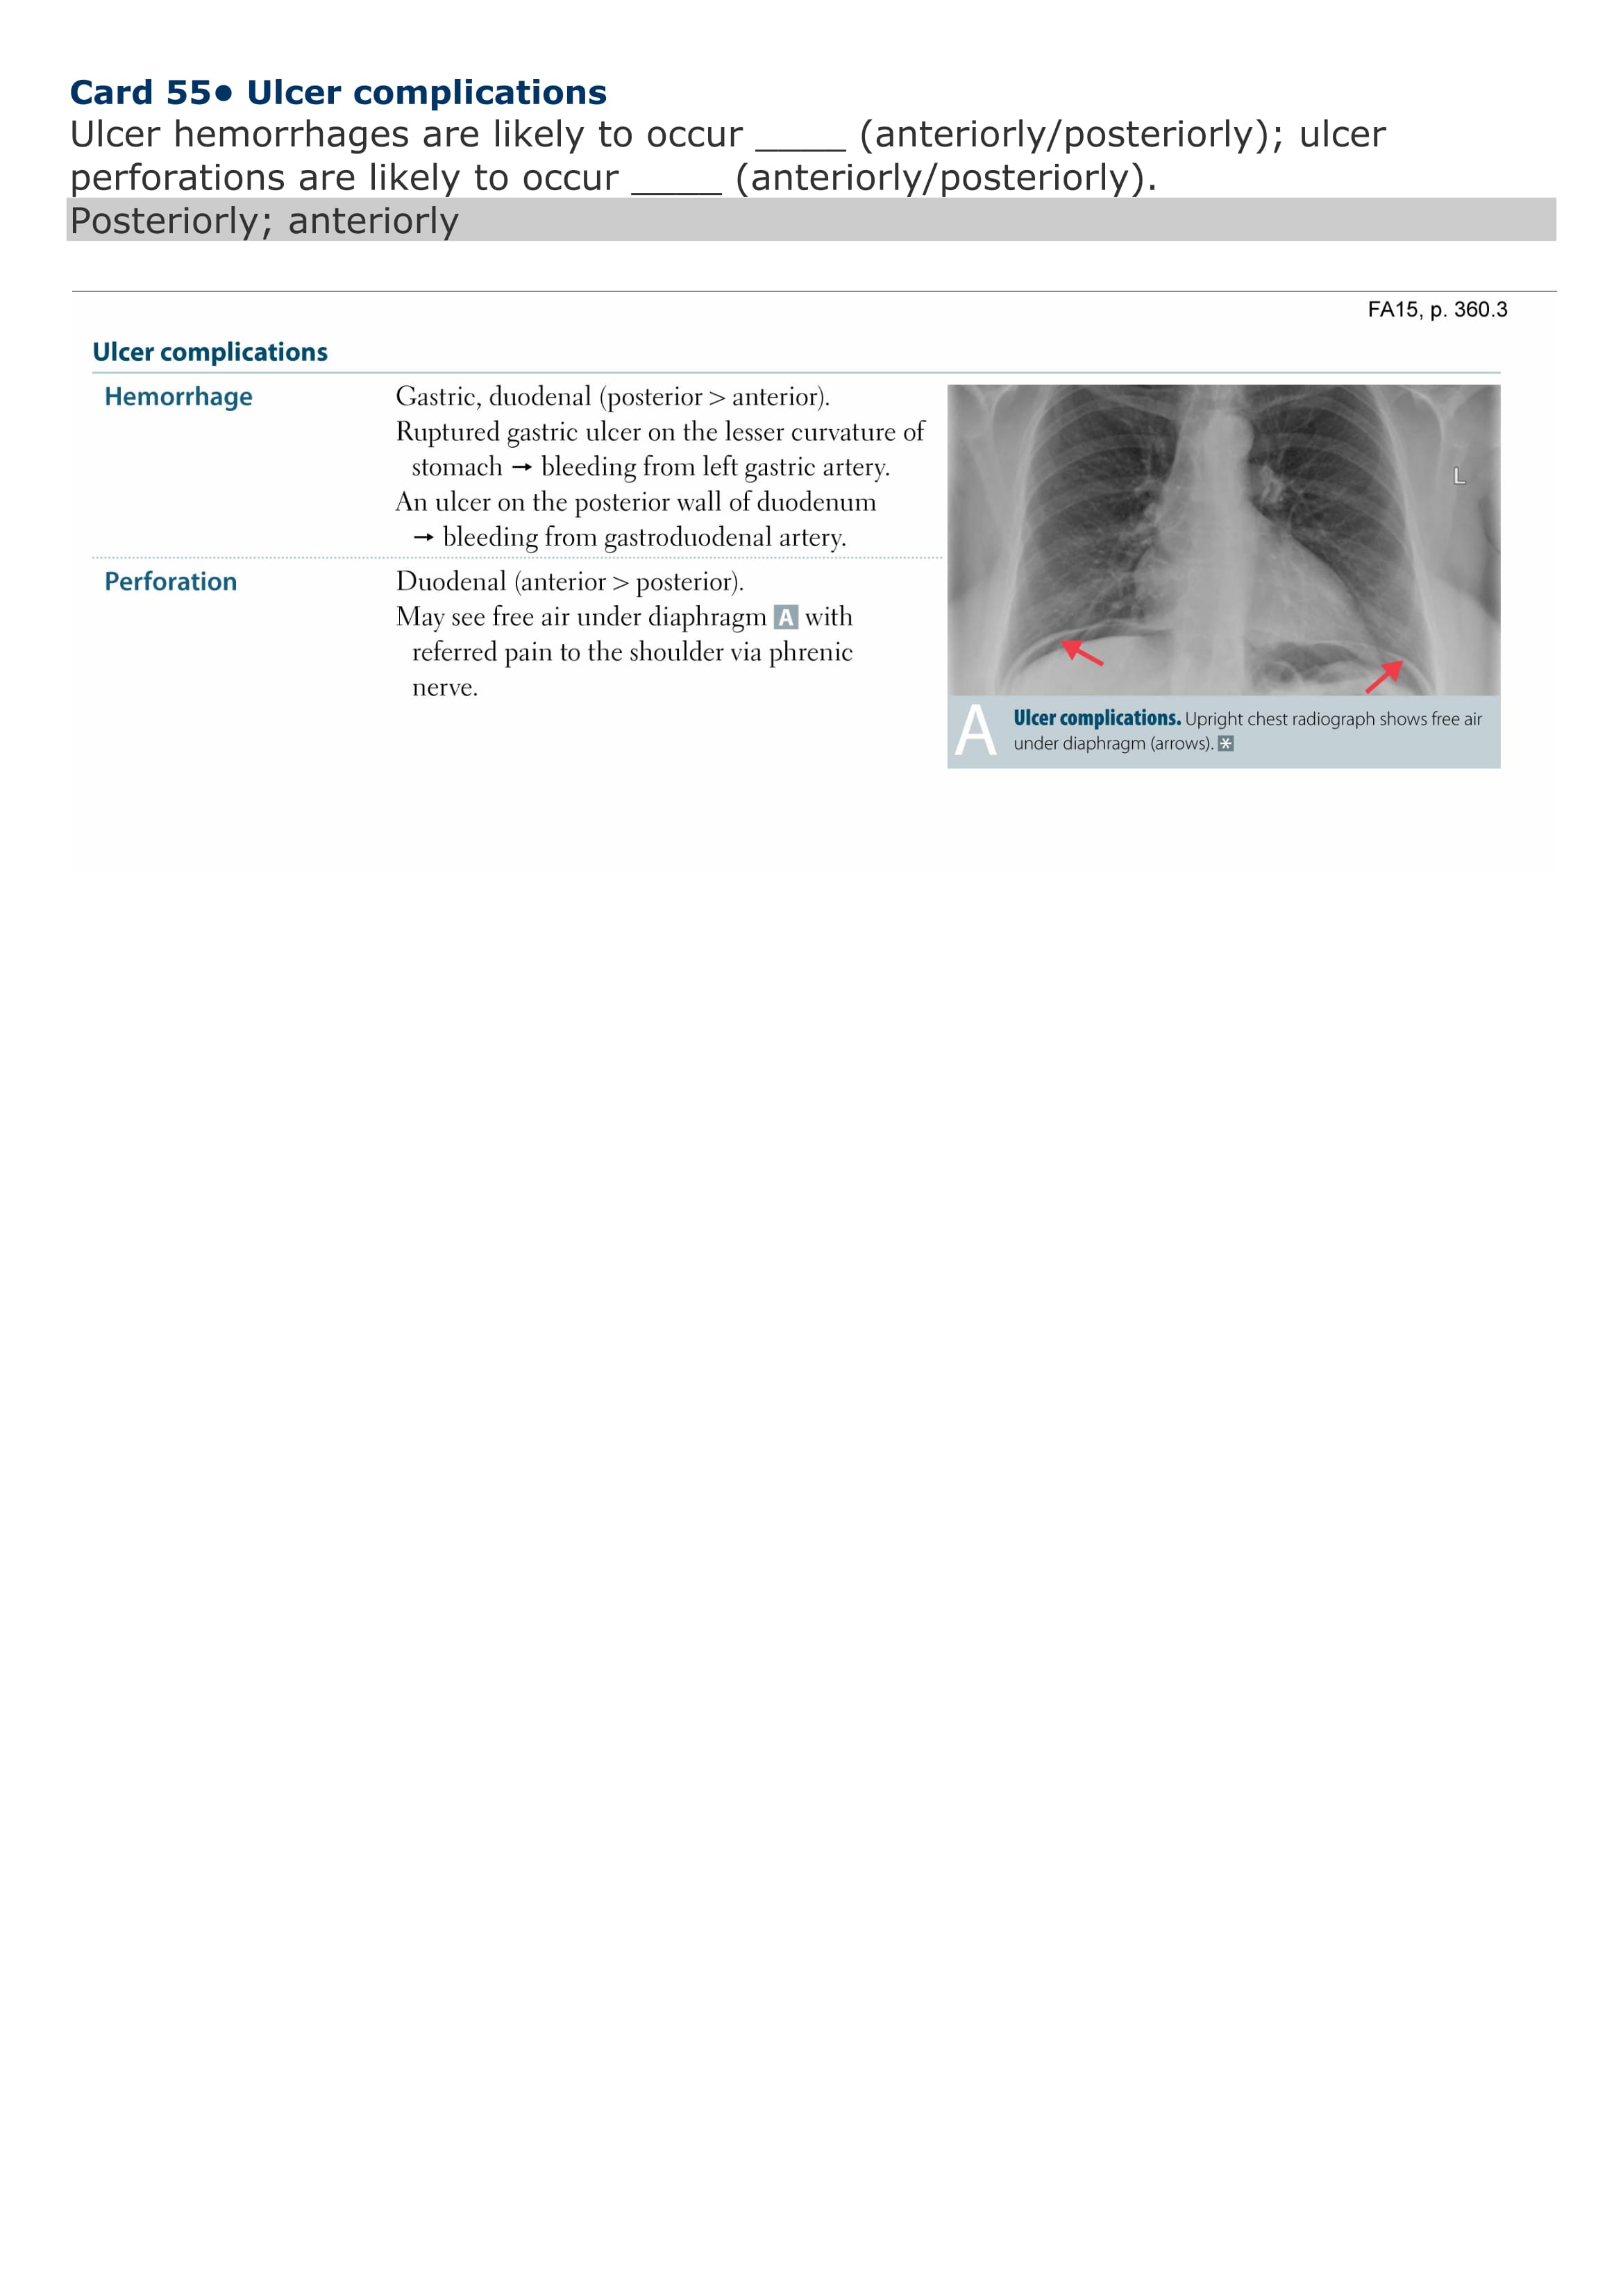 Card 55• Ulcer complications
Ulcer hemorrhages are likely to occur ____ (anteriorly/posteriorly); ulcer
perforations are likely to occur ____ (anteriorly/posteriorly).
Posteriorly; anteriorly
FA15, p. 360.3
Ulcer complications
Hemorrhage
Gastric, duodenal (posterior > anterior).
Ruptured gastric ulcer on the lesser curvature of
stomach → bleeding from left gastric artery.
An ulcer on the posterior wall of duodenum
→ bleeding from gastroduodenal artery.
Perforation
Duodenal (anterior > posterior).
May see free air under diaphragm A with
referred pain to the shoulder via phrenic
nerve.
L
A
Ulcer complications. Upright chest radiograph shows free air
under diaphragm (arrows). *